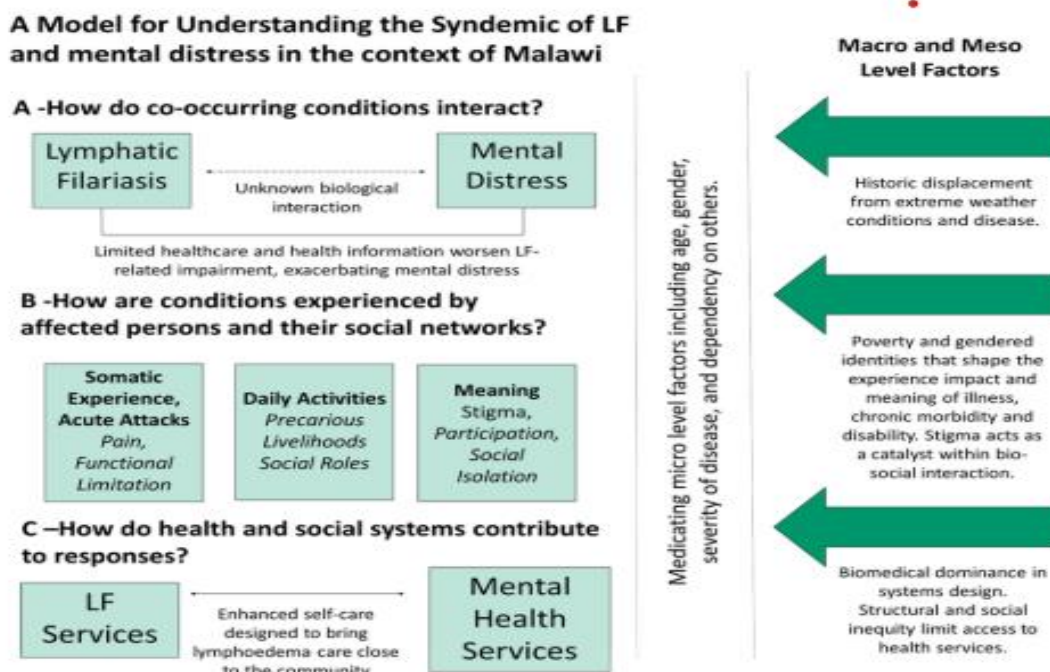 A Model for Understanding the Syndemic of LF
and mental distress in the context of Malawi
A -How do co-occurring conditions interact?
Lymphatic
Filariasis
Unknown biological
interaction
Mental
Distress
Limited healthcare and health information worsen LF-
related impairment, exacerbating mental distress
B -How are conditions experienced by
affected persons and their social networks?
Somatic
Experience,
Acute Attacks
Pain,
Functional
Limitation
Daily Activities
Precarious
Livelihoods
Social Roles
Meaning
Stigma,
Participation,
Social
Isolation
C –How do health and social systems contribute
to responses?
LF
Services
Enhanced self-care
designed to bring
lymphoedema care close
to the community
Mental
Health
Services
Medicating micro level factors including age, gender,
severity of disease, and dependency on others.
Macro and Meso
Level Factors
Historic displacement
from extreme weather
conditions and disease.
Poverty and gendered
identities that shape the
experience impact and
meaning of illness,
chronic morbidity and
disability. Stigma acts as
a catalyst within bio-
social interaction.
Biomedical dominance in
systems design.
Structural and social
inequity limit access to
health services.